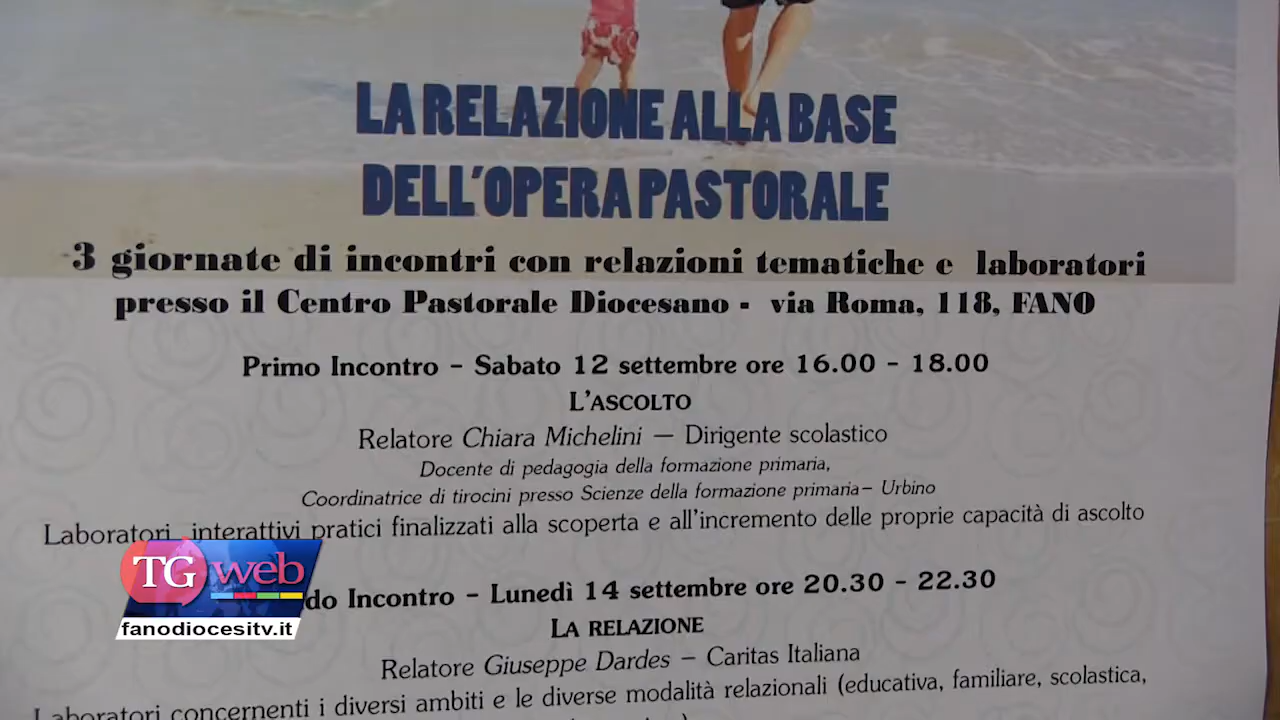 LA RELAZIONE ALLA BASE
DELL'OPERA PASTORALE
3 giornate di incontri con relazioni tematiche e laboratori
presso il Centro Pastorale Diocesano - via Roma, 118, FANO
Primo Incontro – Sabato 12 settembre ore 16.00 – 18.00
L'ASCOLTO
Relatore Chiara Michelini — Dirigente scolastico
Docente di pedagogia della formazione primaria,
Coordinatrice di tirocini presso Scienze della formazione primaria– Urbino
Laboratori interattivi pratici finalizzati alla scoperta e all'incremento delle proprie capacità di ascolto
TG web
do Incontro – Lunedì 14 settembre ore 20.30 – 22.30
fanodiocesitv.it
LA RELAZIONE
Relatore Giuseppe Dardes – Caritas Italiana
Laboratori concernenti i diversi ambiti e le diverse modalità relazionali (educativa, familiare, scolastica,